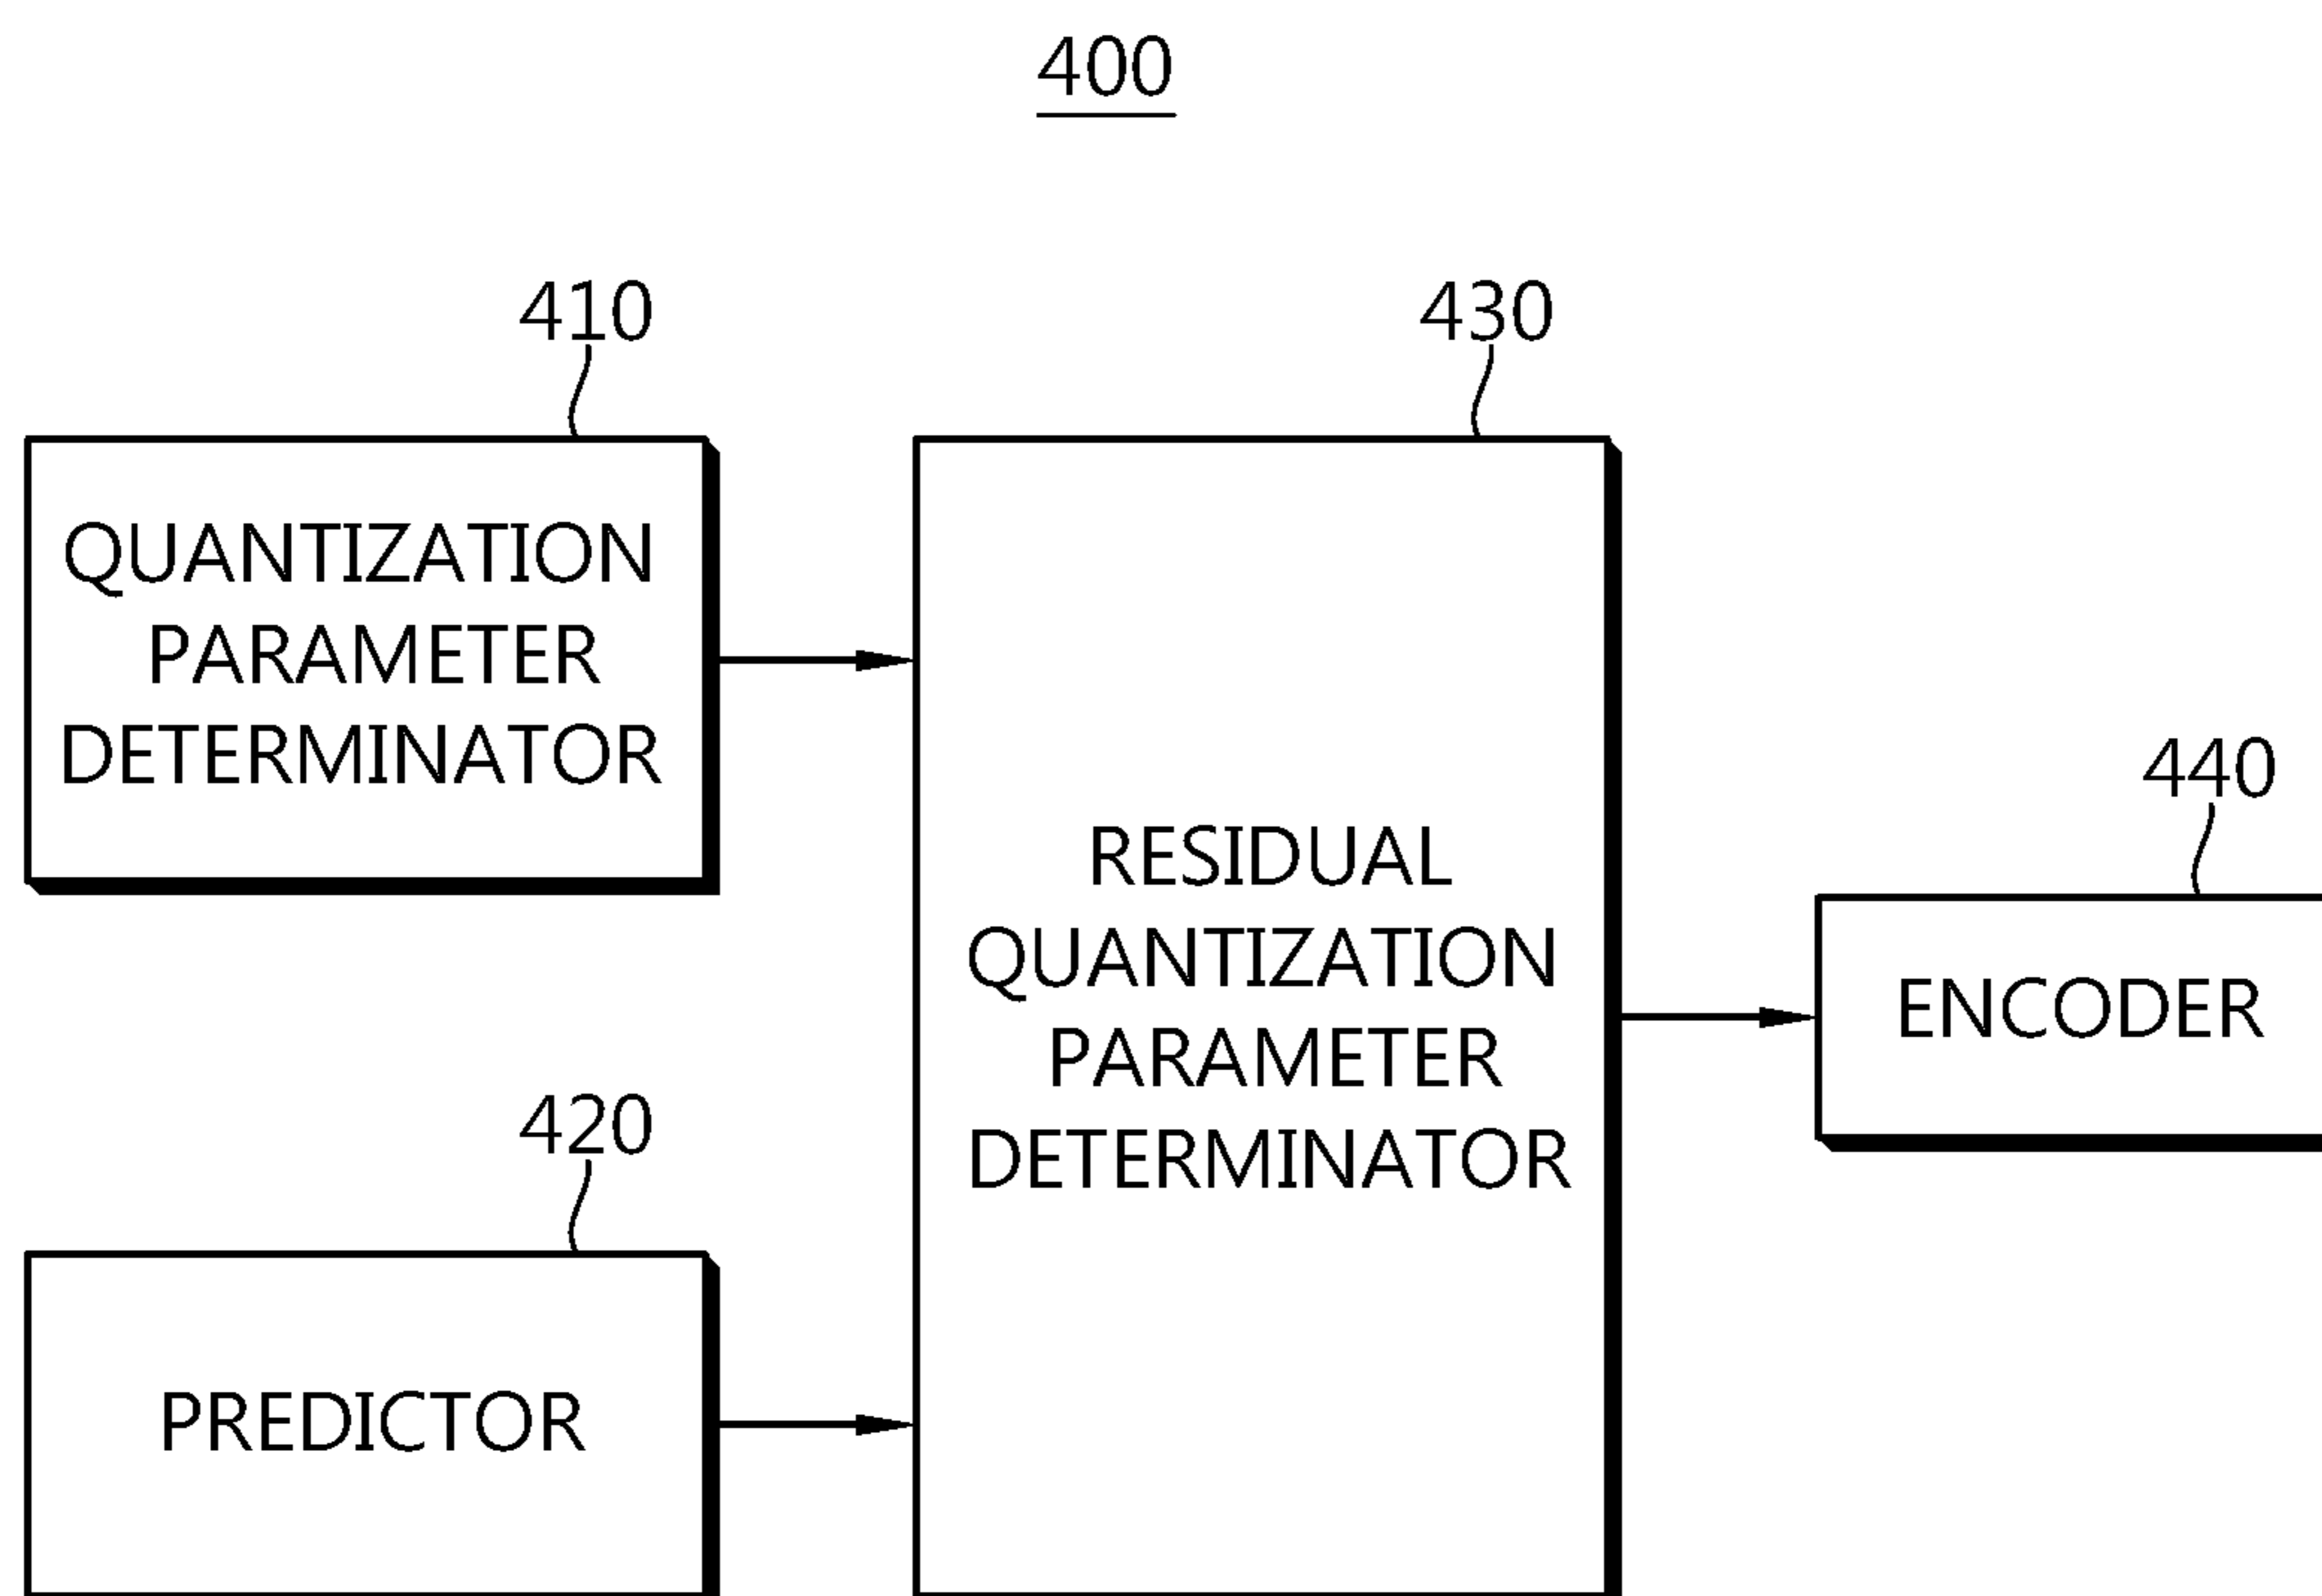 400
410
QUANTIZATION
PARAMETER
DETERMINATOR
420
PREDICTOR
430
RESIDUAL
QUANTIZATION
PARAMETER
DETERMINATOR
440
ENCODER